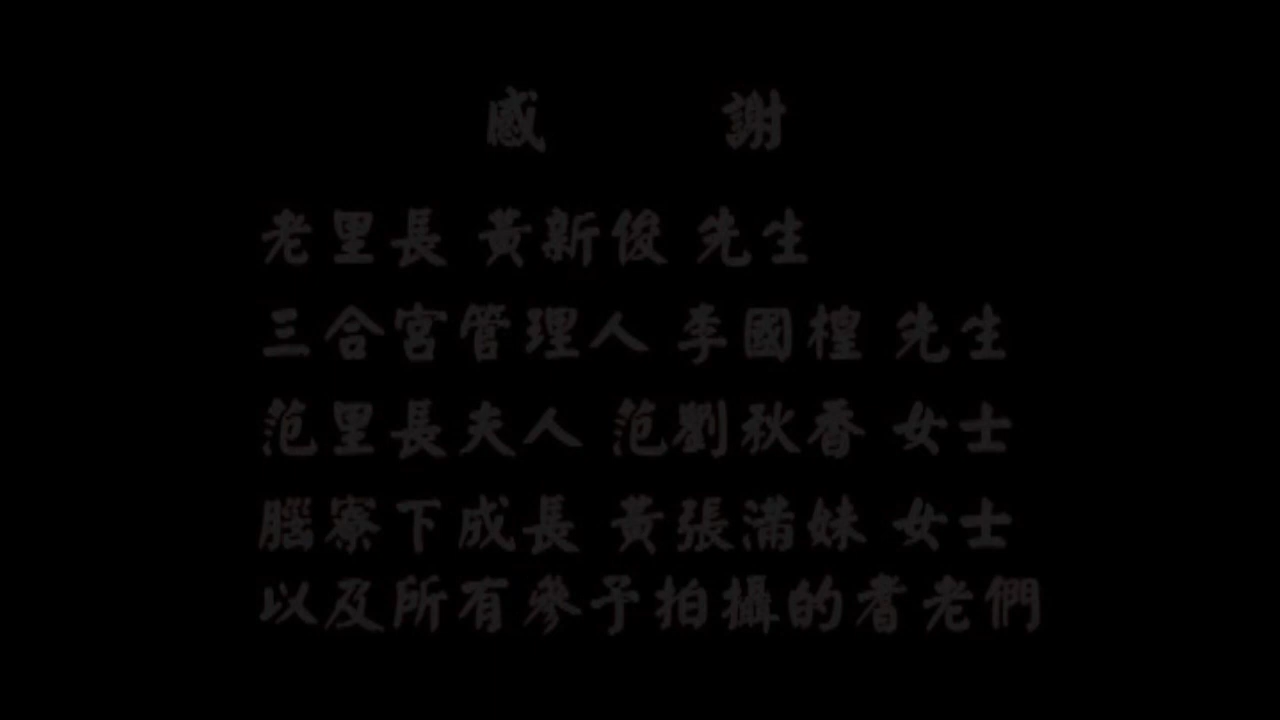 感 謝
老里長 黃新俊 先生
三合宮管理人 李國楻 先生
范里長夫人 范劉秋香 女士
腦寮下成長 黃張滿妹 女士
以及所有參予拍攝的耆老們